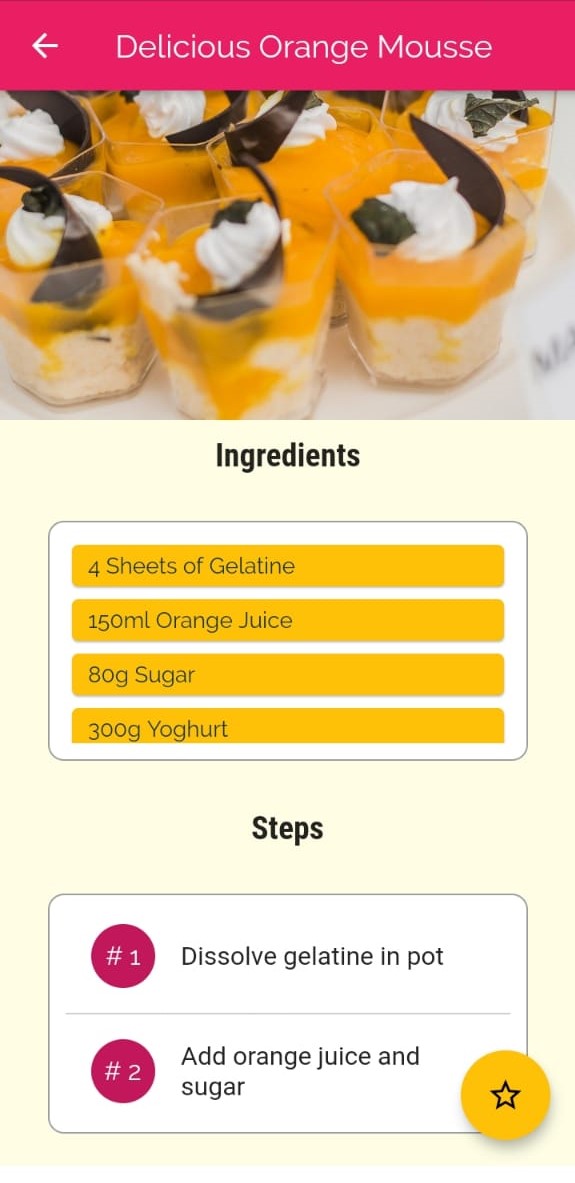 Delicious Orange Mousse
Ingredients
4 Sheets of Gelatine
150ml Orange Juice
80g Sugar
300g Yoghurt
Steps
# 1 Dissolve gelatine in pot
# 2 Add orange juice and
sugar